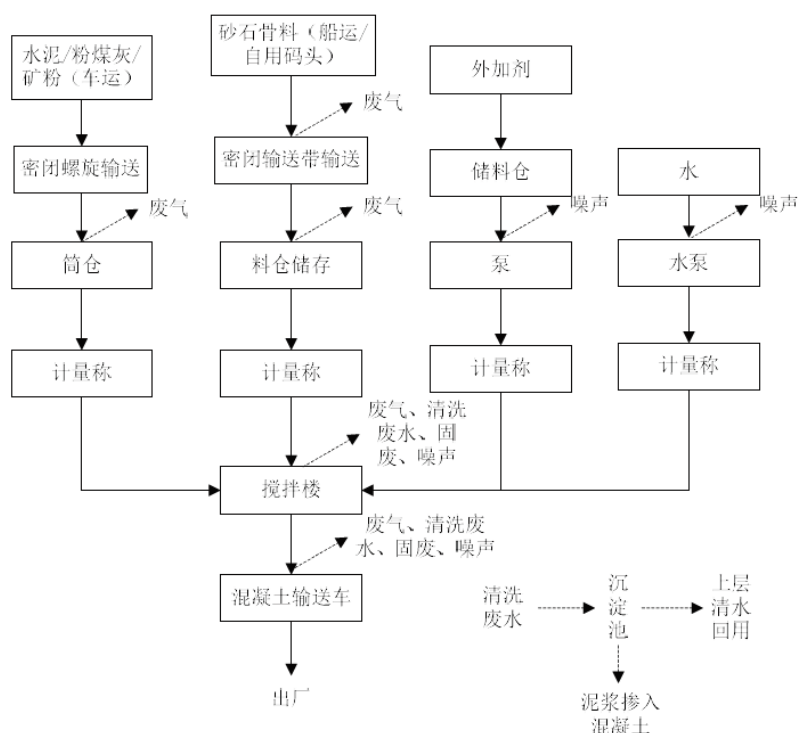 水泥/粉煤灰/
矿粉（车运）
砂石骨料（船运/
自用码头）
外加剂
废气
密闭螺旋输送
密闭输送带输送
储料仓
水
废气
废气
噪声
噪声
筒仓
料仓储存
泵
水泵
计量称
计量称
计量称
计量称
废气、清洗
废水、固
废、噪声
搅拌楼
废气、清洗废
水、固废、噪声
混凝土输送车
出厂
清洗
废水
沉
淀
池
上层
清水
回用
泥浆掺入
混凝土